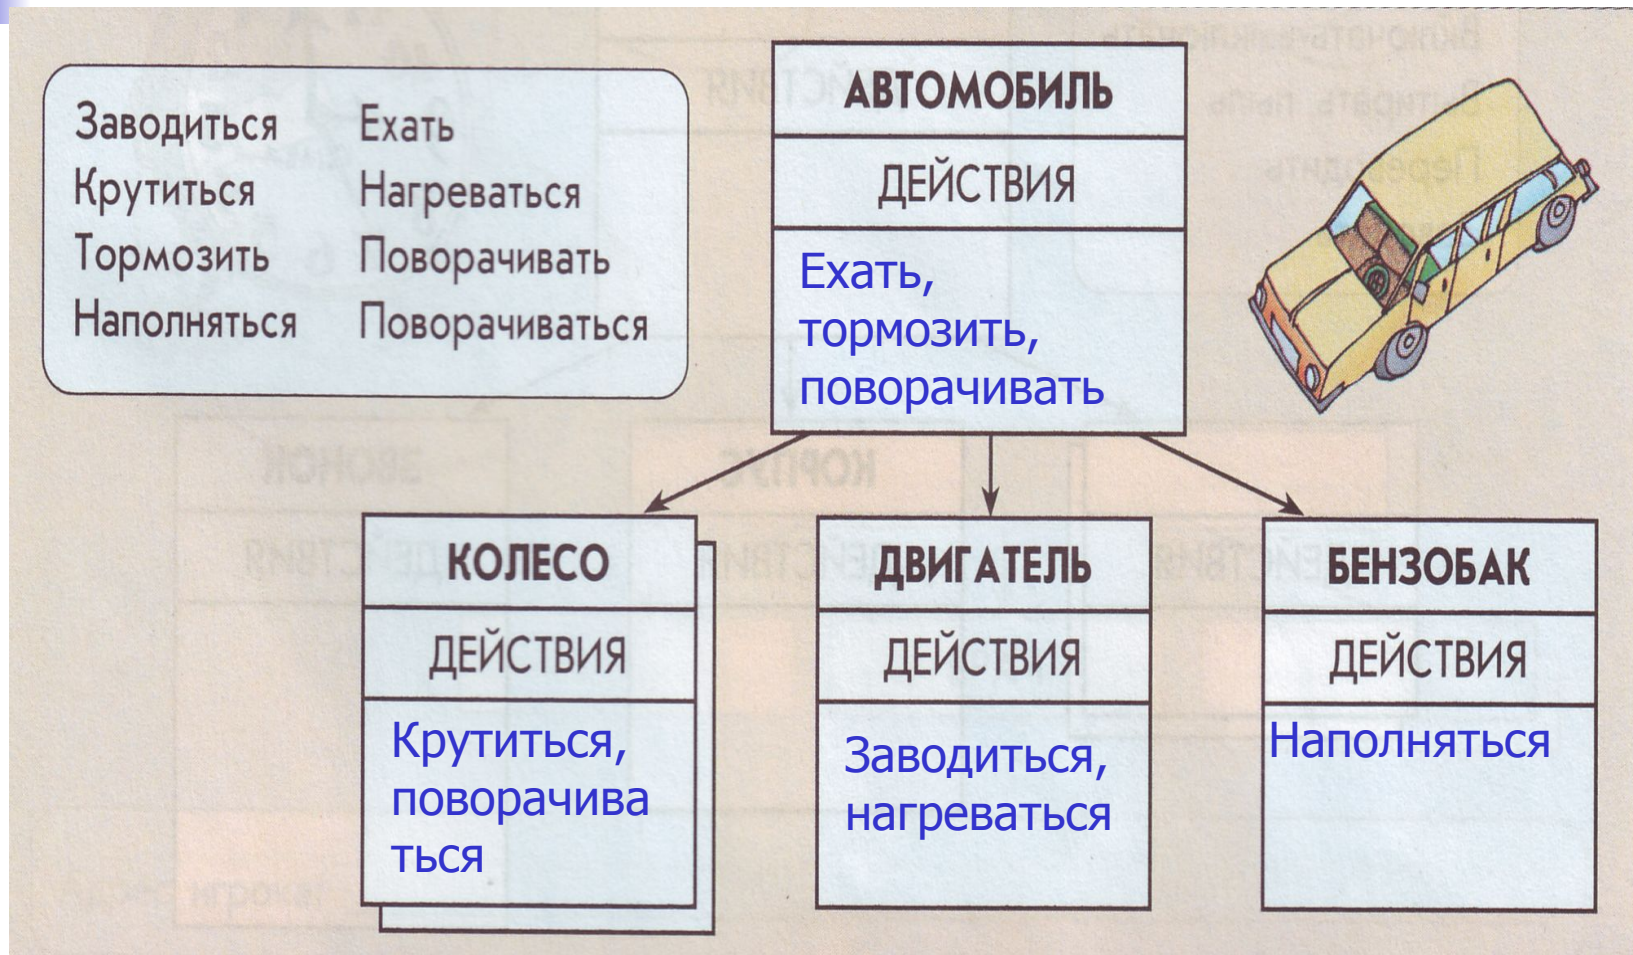 Заводиться Ехать
Крутиться Нагреваться
Тормозить Поворачивать
Наполняться Поворачиваться
АВТОМОБИЛЬ
ДЕЙСТВИЯ
Ехать,
тормозить,
поворачивать
КОЛЕСО
ДЕЙСТВИЯ
Крутиться,
поворачива
ться
ДВИГАТЕЛЬ
ДЕЙСТВИЯ
Заводиться,
нагреваться
БЕНЗОБАК
ДЕЙСТВИЯ
Наполняться